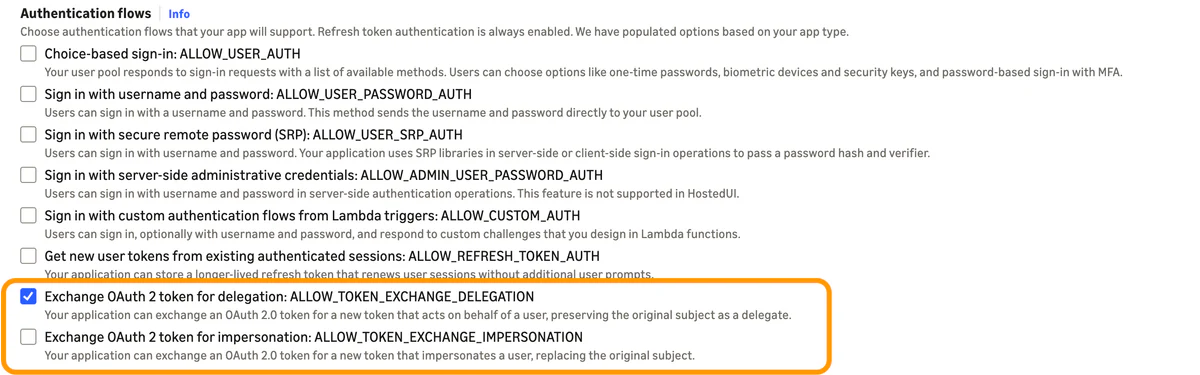 Authentication flows Info
Choose authentication flows that your app will support. Refresh token authentication is always enabled. We have populated options based on your app type.
Choice-based sign-in: ALLOW_USER_AUTH
Your user pool responds to sign-in requests with a list of available methods. Users can choose options like one-time passwords, biometric devices and security keys, and password-based sign-in with MFA.
Sign in with username and password: ALLOW_USER_PASSWORD_AUTH
Users can sign in with a username and password. This method sends the username and password directly to your user pool.
Sign in with secure remote password (SRP): ALLOW_USER_SRP_AUTH
Users can sign in with username and password. Your application uses SRP libraries in server-side or client-side sign-in operations to pass a password hash and verifier.
Sign in with server-side administrative credentials: ALLOW_ADMIN_USER_PASSWORD_AUTH
Users can sign in with username and password in server-side authentication operations. This feature is not supported in HostedUI.
Sign in with custom authentication flows from Lambda triggers: ALLOW_CUSTOM_AUTH
Users can sign in, optionally with username and password, and respond to custom challenges that you design in Lambda functions.
Get new user tokens from existing authenticated sessions: ALLOW_REFRESH_TOKEN_AUTH
Your application can store a longer-lived refresh token that renews user sessions without additional user prompts.
Exchange OAuth 2 token for delegation: ALLOW_TOKEN_EXCHANGE_DELEGATION
Your application can exchange an OAuth 2.0 token for a new token that acts on behalf of a user, preserving the original subject as a delegate.
Exchange OAuth 2 token for impersonation: ALLOW_TOKEN_EXCHANGE_IMPERSONATION
Your application can exchange an OAuth 2.0 token for a new token that impersonates a user, replacing the original subject.